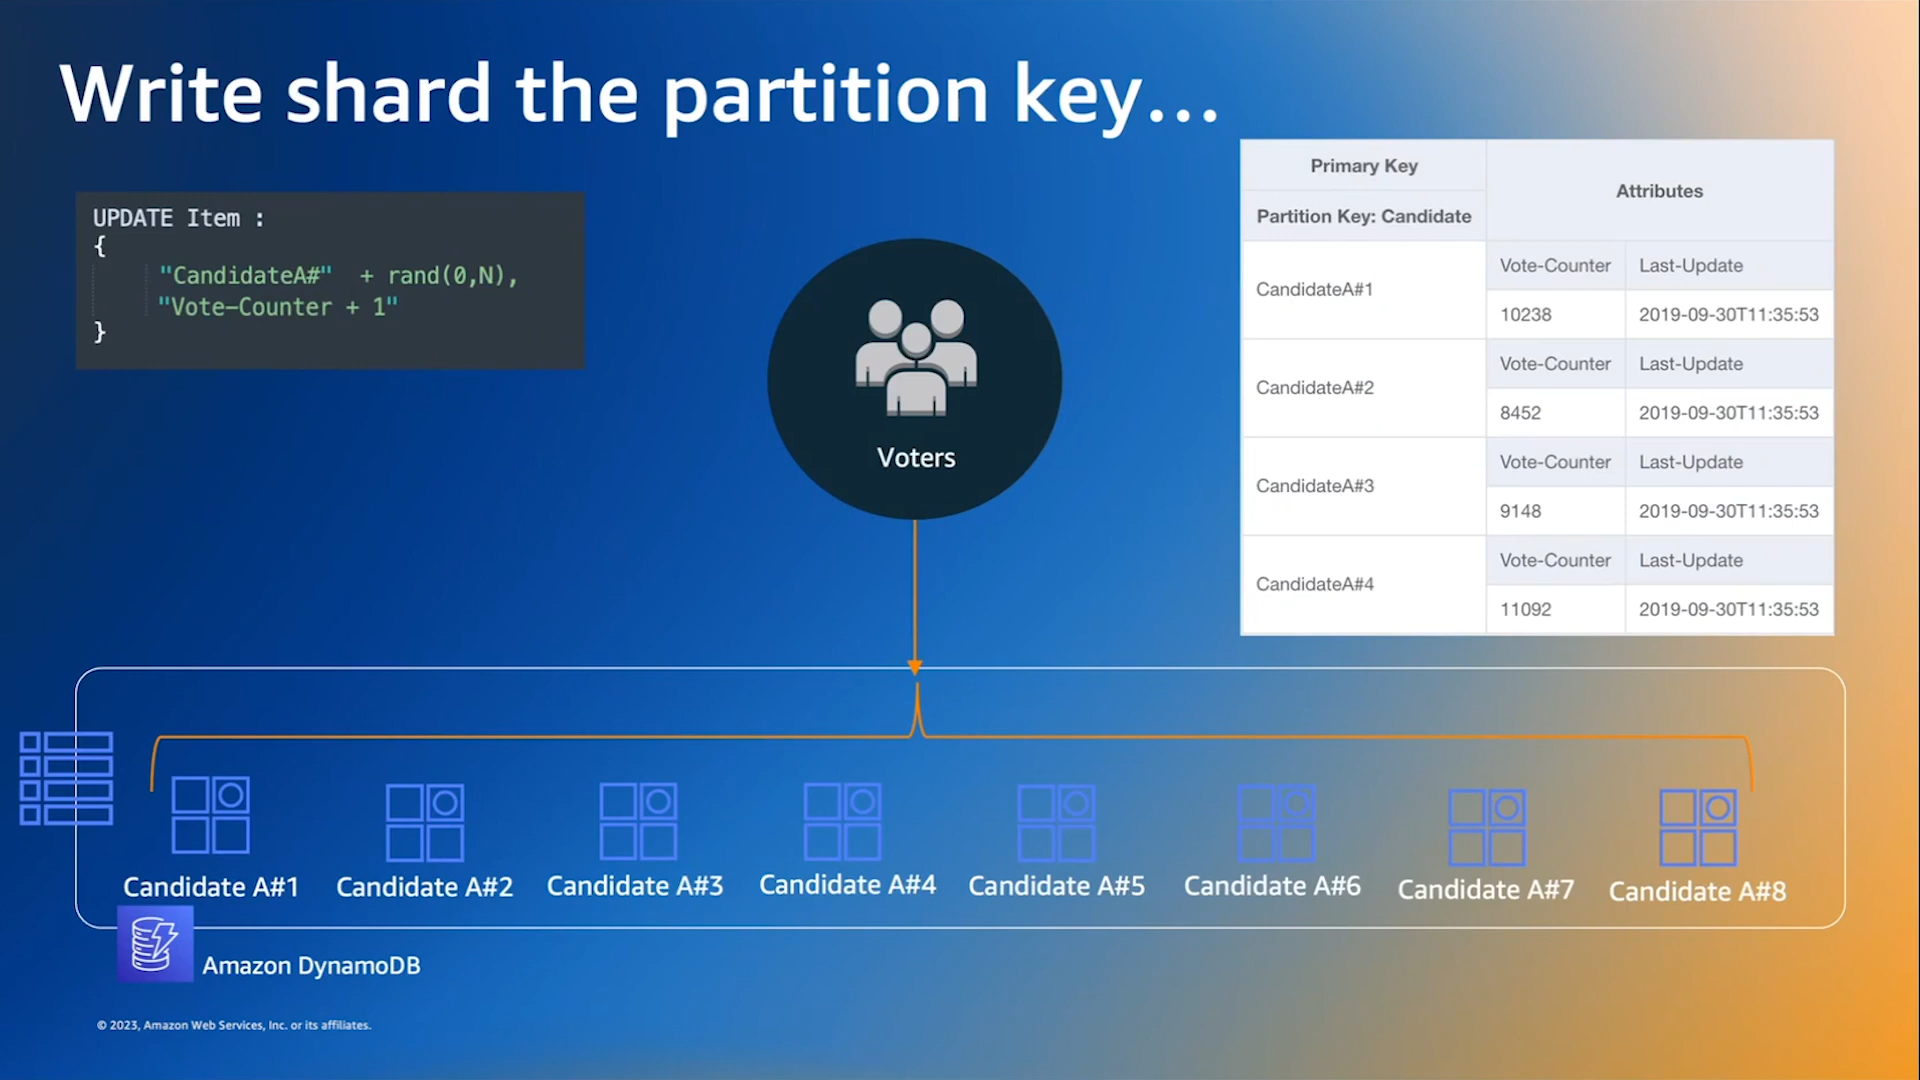 Write shard the partition key...
UPDATE Item :
{
"CandidateA#" + rand(0,N),
"Vote-Counter + 1"
}
Voters
Primary Key
Attributes
Partition Key: Candidate
CandidateA#1
Vote-Counter Last-Update
10238 2019-09-30T11:35:53
CandidateA#2
Vote-Counter Last-Update
8452 2019-09-30T11:35:53
CandidateA#3
Vote-Counter Last-Update
9148 2019-09-30T11:35:53
CandidateA#4
Vote-Counter Last-Update
11092 2019-09-30T11:35:53
Candidate A#1 Candidate A#2 Candidate A#3 Candidate A#4 Candidate A#5 Candidate A#6 Candidate A#7 Candidate A#8
Amazon DynamoDB
© 2023, Amazon Web Services, Inc. or its affiliates.